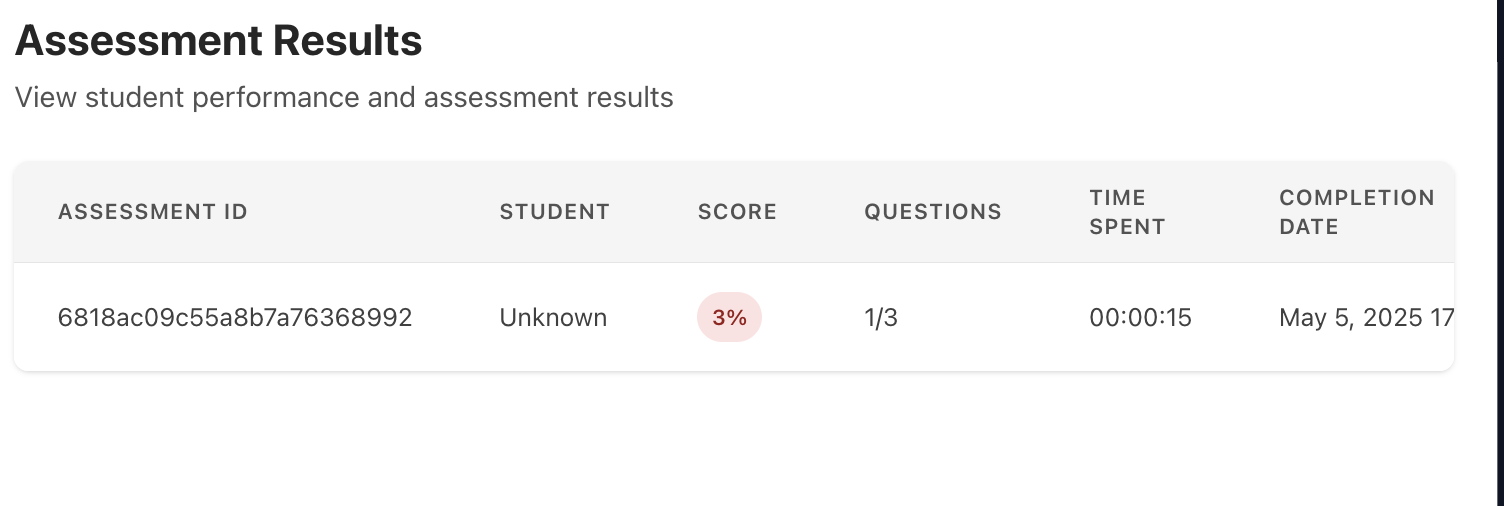 Assessment Results
View student performance and assessment results
ASSESSMENT ID STUDENT SCORE QUESTIONS TIME SPENT COMPLETION DATE
6818ac09c55a8b7a76368992 Unknown 3% 1/3 00:00:15 May 5, 2025 17